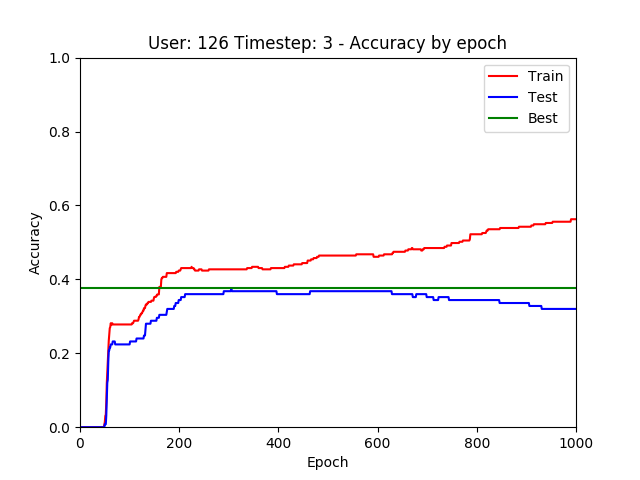 User: 126 Timestep: 3 - Accuracy by epoch
Train
Test
Best
1.0
0.8
0.6
0.4
0.2
0.0
Accuracy
0 200 400 600 800 1000
Epoch